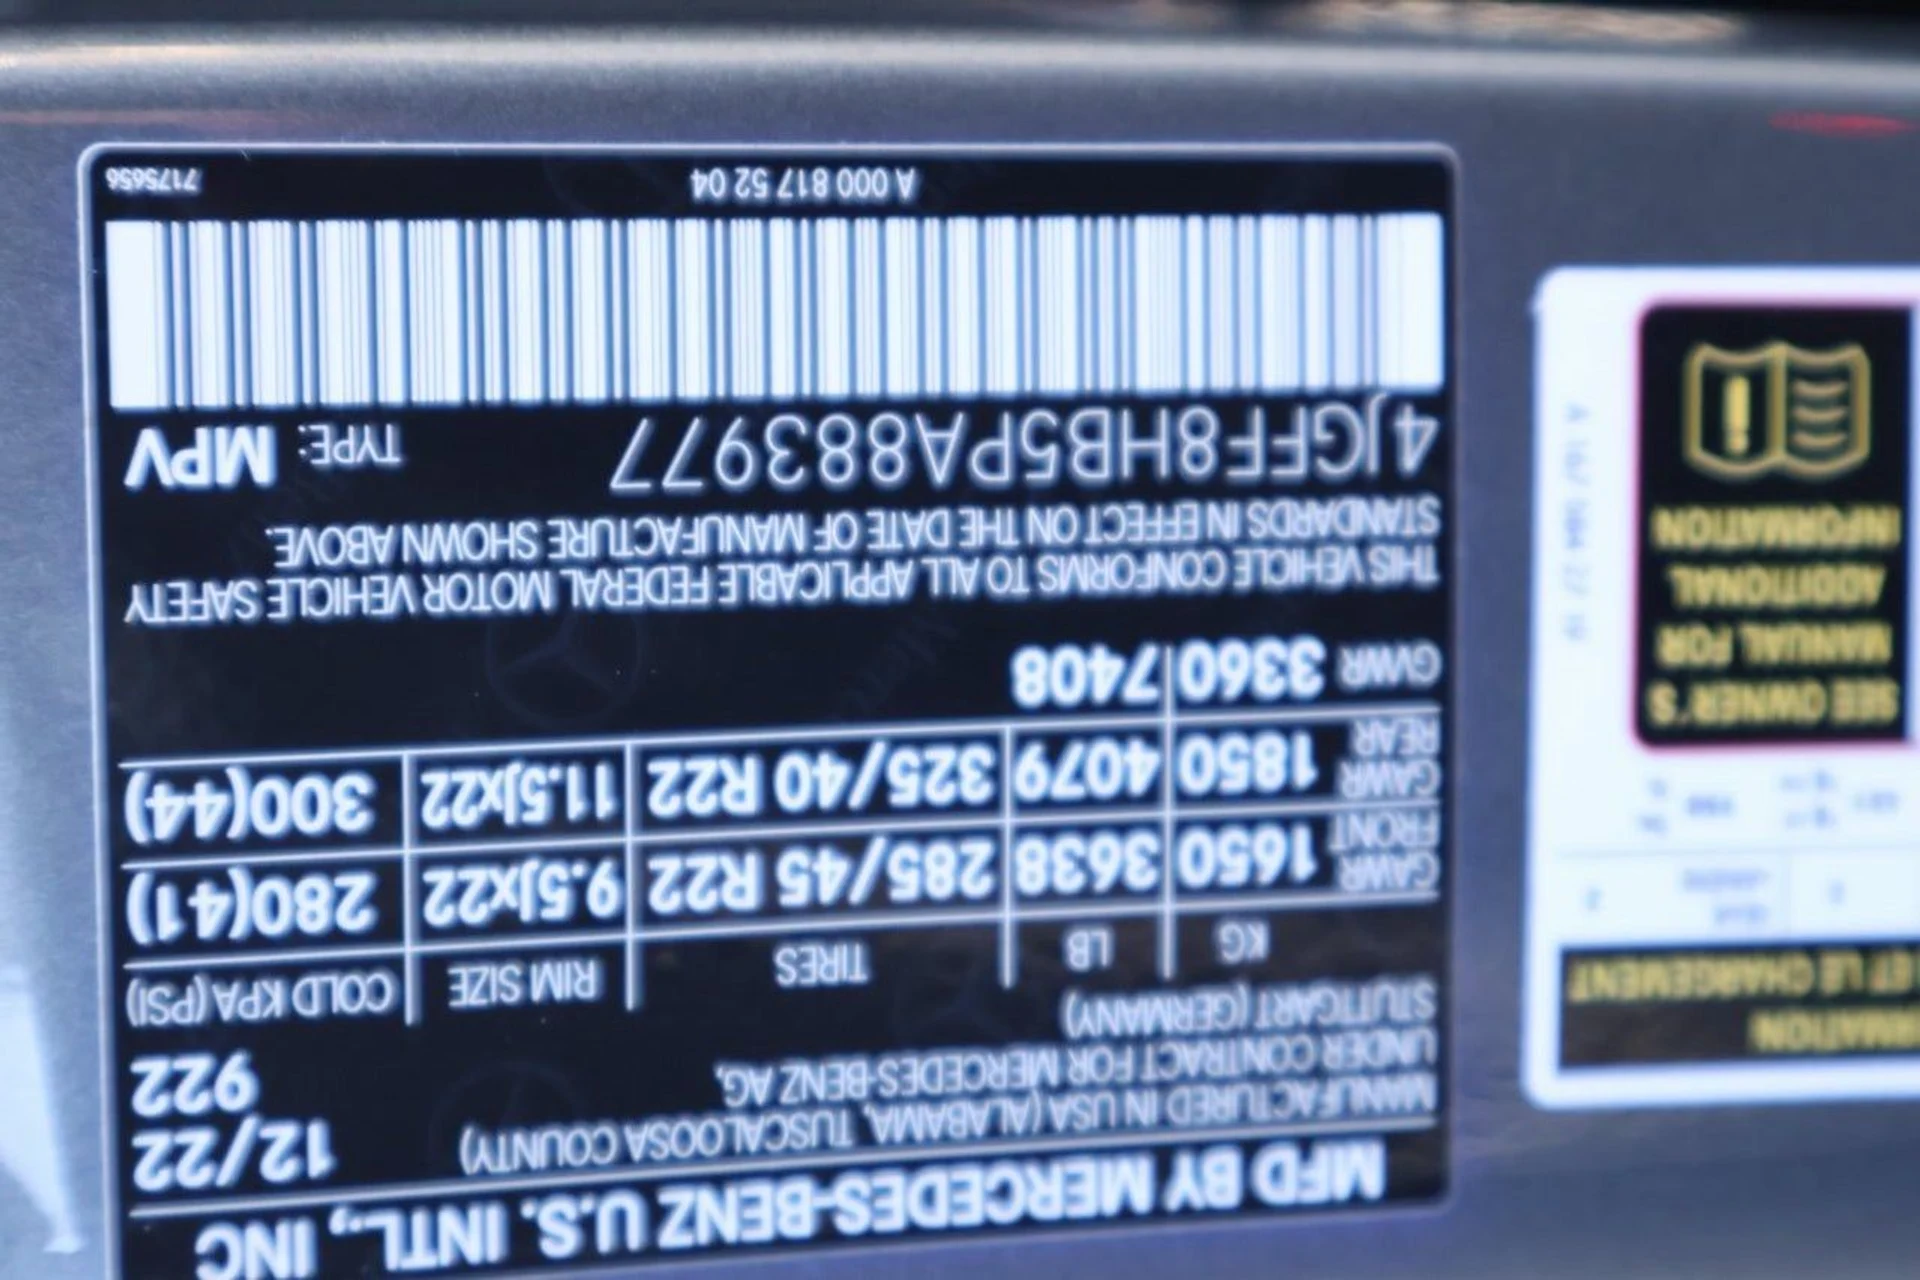 MFD BY MERCEDES-BENZ U.S. INTL., INC
MANUFACTURED IN USA (ALABAMA, TUSCALOOSA COUNTY)
UNDER CONTRACT FOR MERCEDES-BENZ AG,
STUTTGART (GERMANY)
12/22
922
KG LB TIRES RIM SIZE COLD KPA (PSI)
GAWR FRONT 1650 3638 285/45 R22 9.5Jx22 280(41)
GAWR REAR 1850 4079 325/40 R22 11.5Jx22 300(44)
GVWR 3360 7408
THIS VEHICLE CONFORMS TO ALL APPLICABLE FEDERAL MOTOR VEHICLE SAFETY
STANDARDS IN EFFECT ON THE DATE OF MANUFACTURE SHOWN ABOVE.
4JGFF8HB5PA883977 TYPE: MPV
A 000 817 52 04 7175656
RMATION
ET LE CHARGEMENT
SEE OWNER'S
MANUAL FOR
ADDITIONAL
INFORMATION